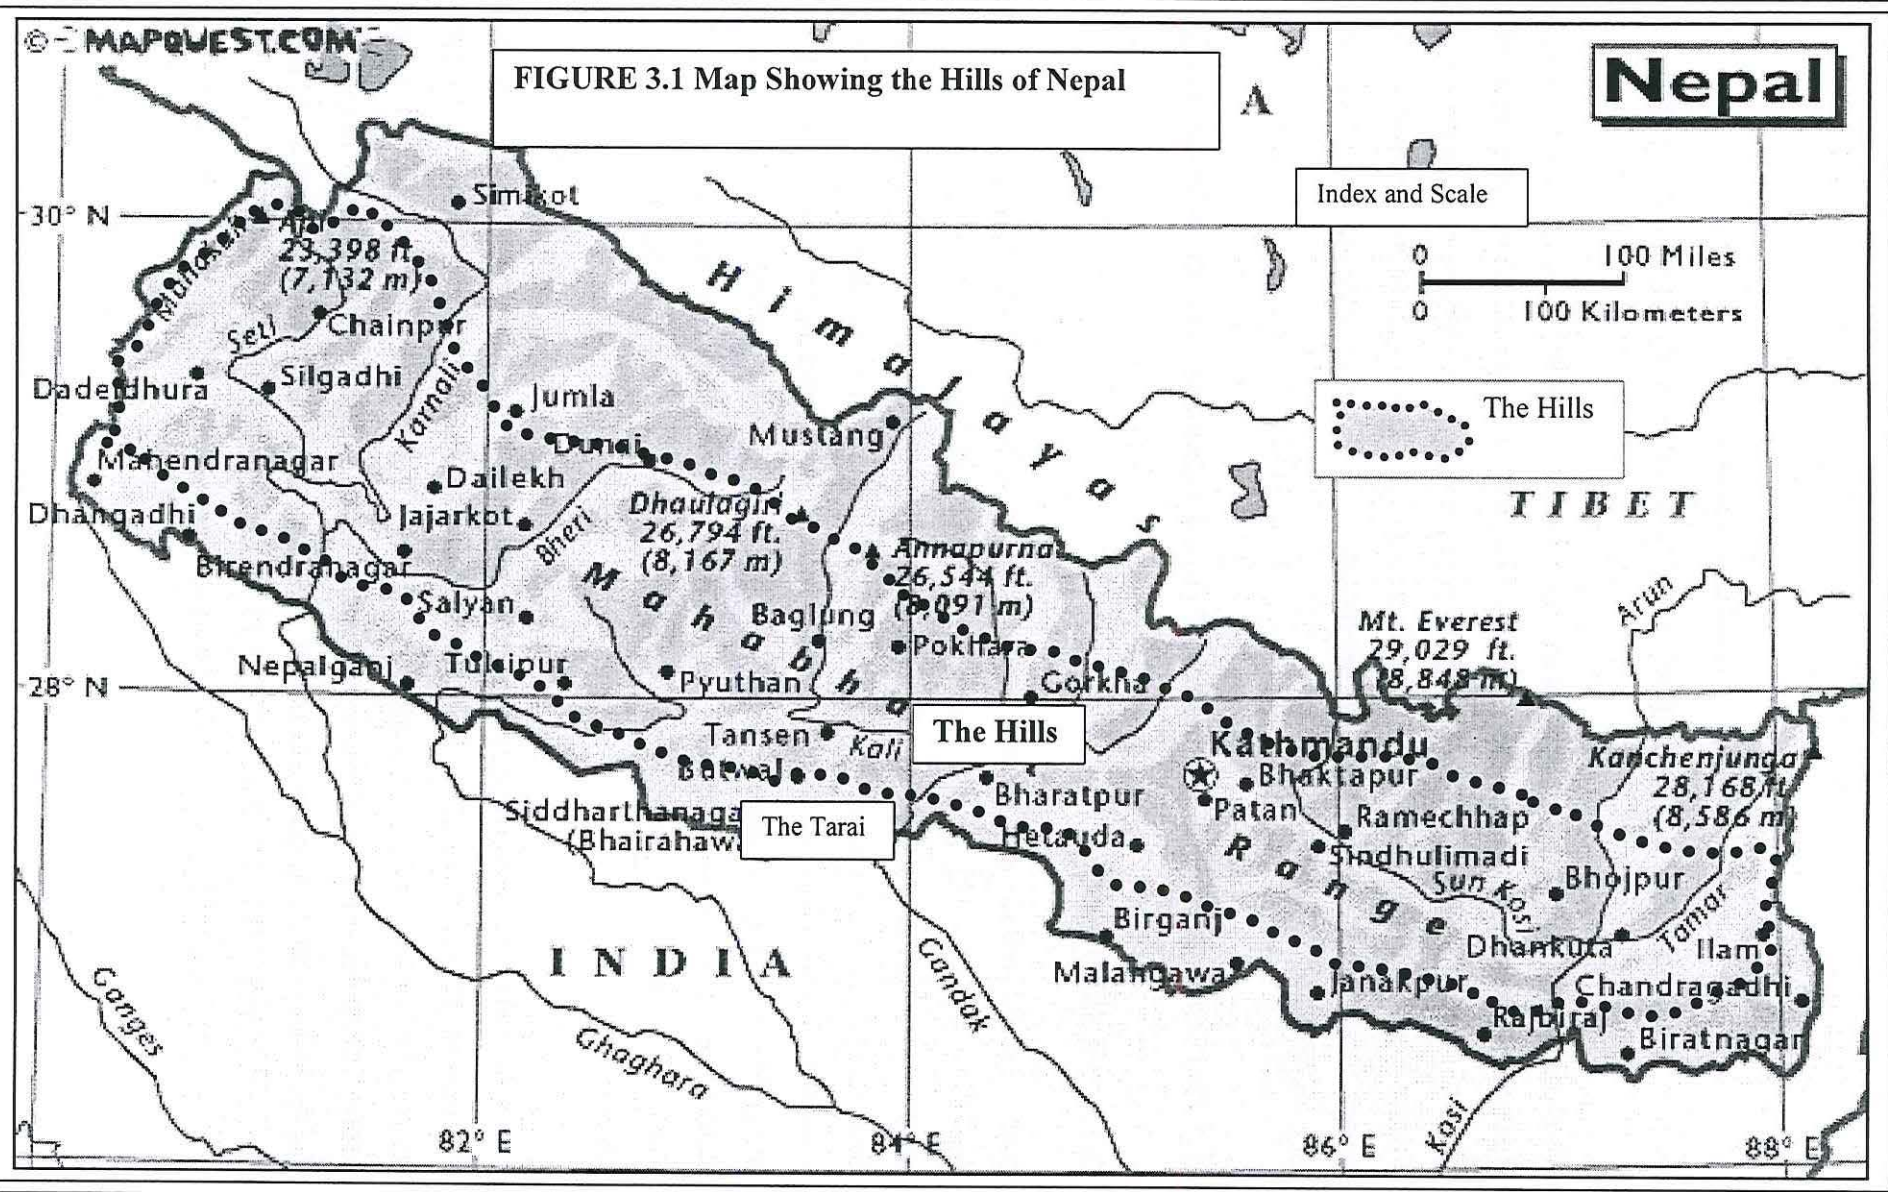 © MAPQUEST.COM
FIGURE 3.1 Map Showing the Hills of Nepal
Nepal
A
Index and Scale
0 100 Miles
0 100 Kilometers
The Hills
TIBET
Himalayas
30° N
Simikot
23,398 ft.
(7,132 m)
Seti
Chainpur
Silgadhi
Karnali
Jumla
Dunai
Mustang
Mahendranagar
Dailekh
Dhangadhi
Jajarkot
Bheri
Dhaulagiri
26,794 ft.
(8,167 m)
Annapurna
26,544 ft.
(8,091 m)
Birendranagar
Salyan
Baglung
Pokhara
Mahabha
Range
Mt. Everest
29,029 ft.
(8,848 m)
Arun
Nepalganj
Tulsipur
28° N
Pyuthan
Gorkha
Tansen
Kali
The Hills
Kathmandu
Kanchenjunga
28,168 ft.
(8,586 m)
Butwal
Bhaktapur
Bharatpur
Patan
Ramechhap
Siddharthanaga
(Bhairahawa
The Tarai
Hetauda
Sindhulimadi
Sun Kosi
Bhojpur
Birganj
Tamar
Dhankuta
Ilam
INDIA
Malangawa
Janakpur
Chandragadhi
Rajbiraj
Biratnagar
Ganges
Ghaghara
Gandak
Kosi
82° E
84° E
86° E
88° E